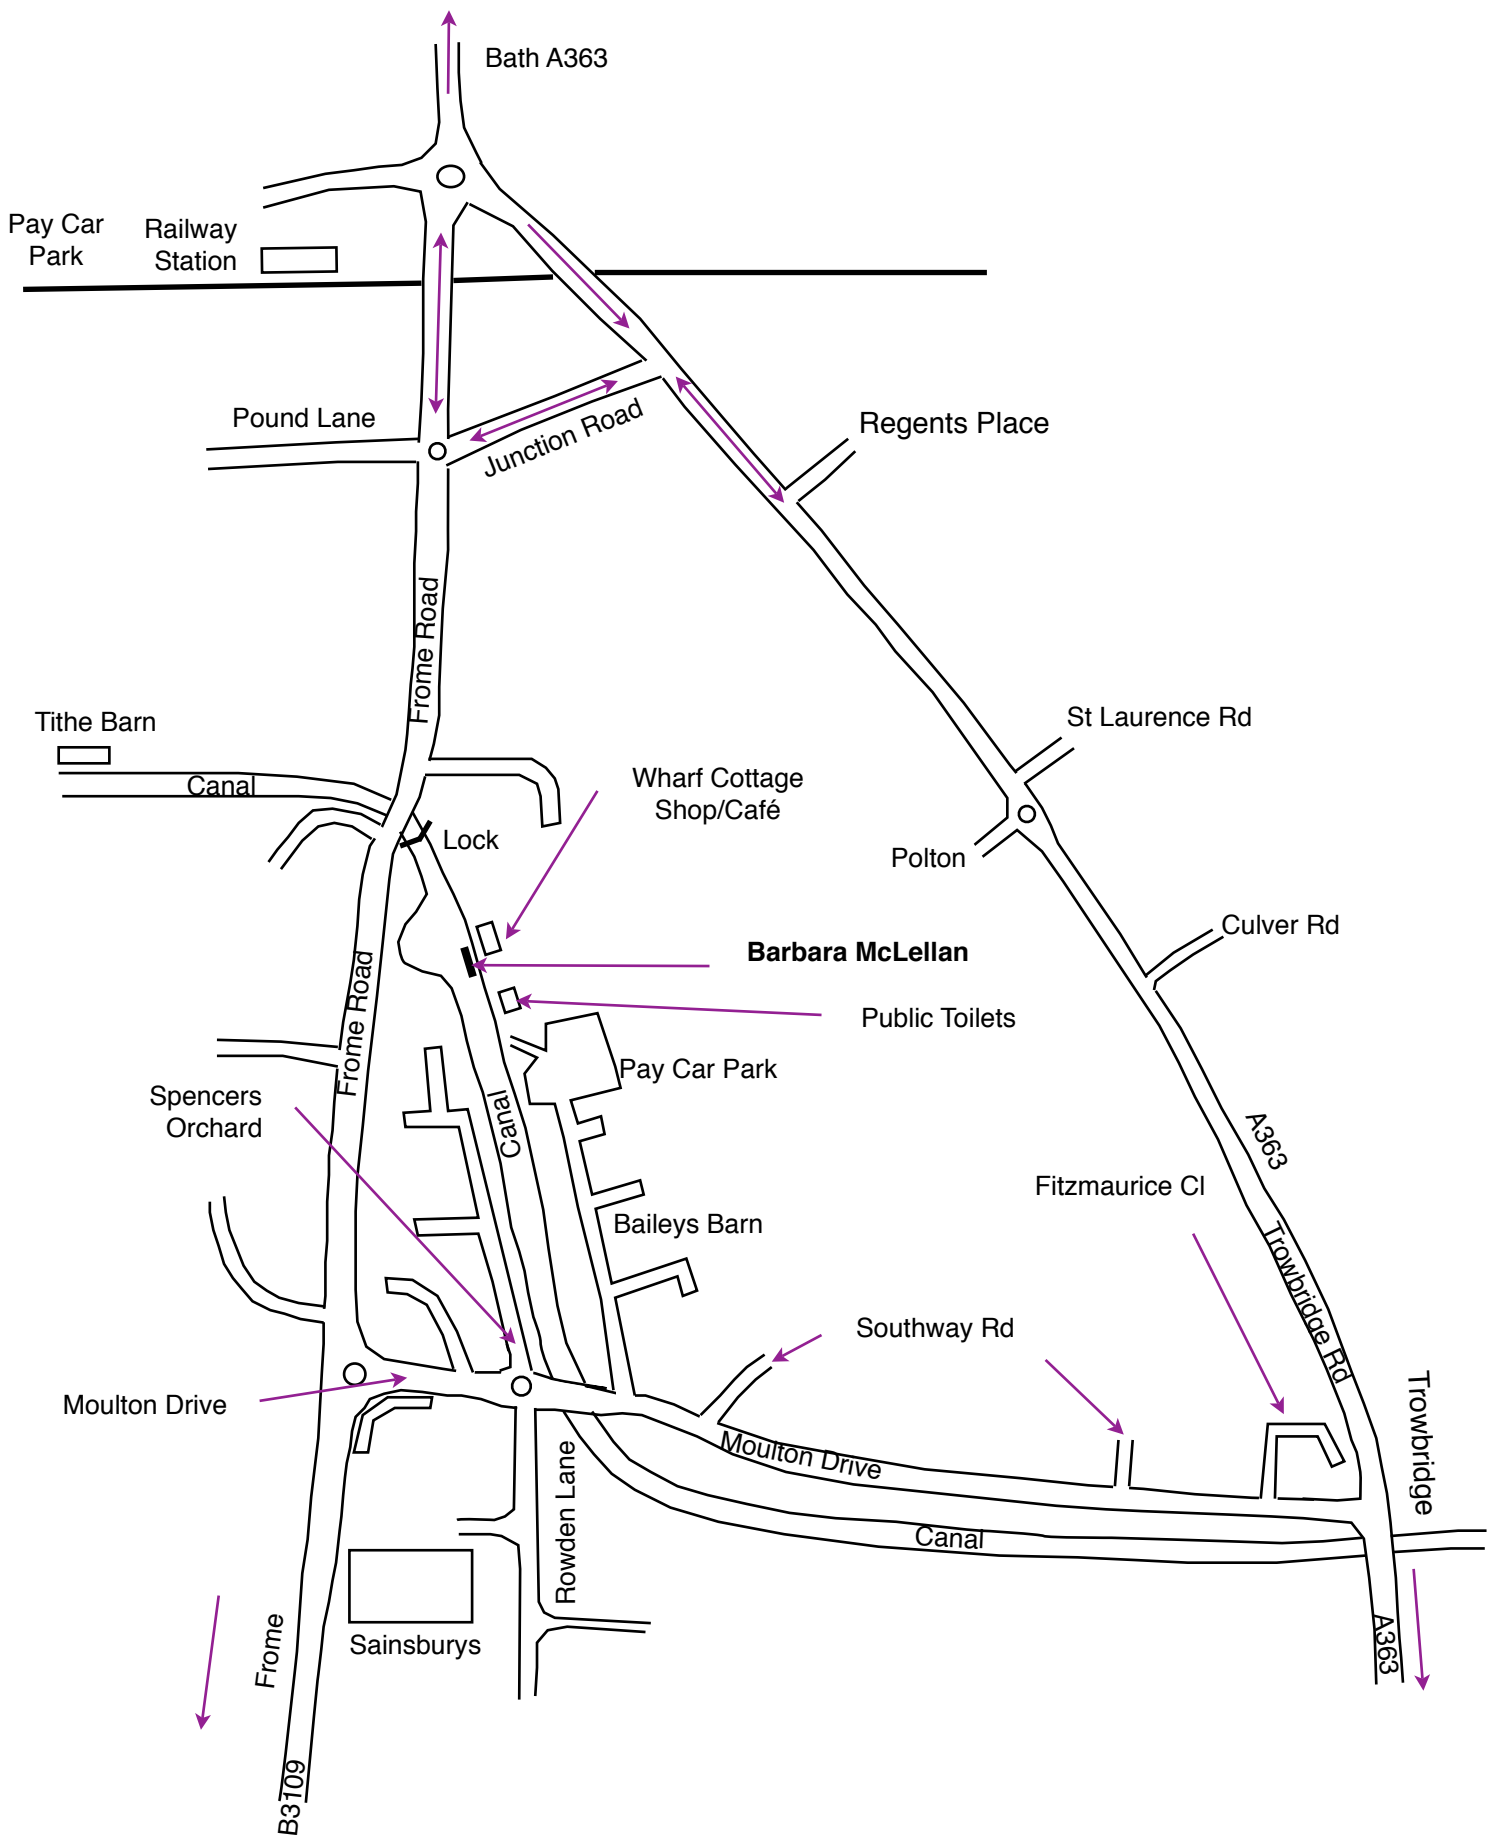 Bath A363
Pay Car
Park
Railway
Station
Pound Lane
Junction Road
Regents Place
Frome Road
Tithe Barn
Canal
St Laurence Rd
Wharf Cottage
Shop/Café
Lock
Polton
Culver Rd
Barbara McLellan
Frome Road
Public Toilets
Pay Car Park
Spencers
Orchard
Canal
A363
Fitzmaurice Cl
Baileys Barn
Trowbridge Rd
Southway Rd
Moulton Drive
Trowbridge
Moulton Drive
Rowden Lane
Canal
Sainsburys
Frome
A363
B3109